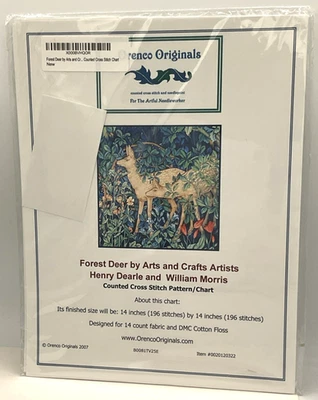 Forest Deer by Arts and Cr... Counted Cross Stitch Chart
New
Orenco Originals
counted cross stitch and needlework
For The Artful Needleworker
Forest Deer by Arts and Crafts Artists
Henry Dearle and William Morris
Counted Cross Stitch Pattern/Chart
About this chart:
Its finished size will be: 14 inches (196 stitches) by 14 inches (196 stitches)
Designed for 14 count fabric and DMC Cotton Floss
www.OrencoOriginals.com
© Orenco Originals 2007
Item #0020120322